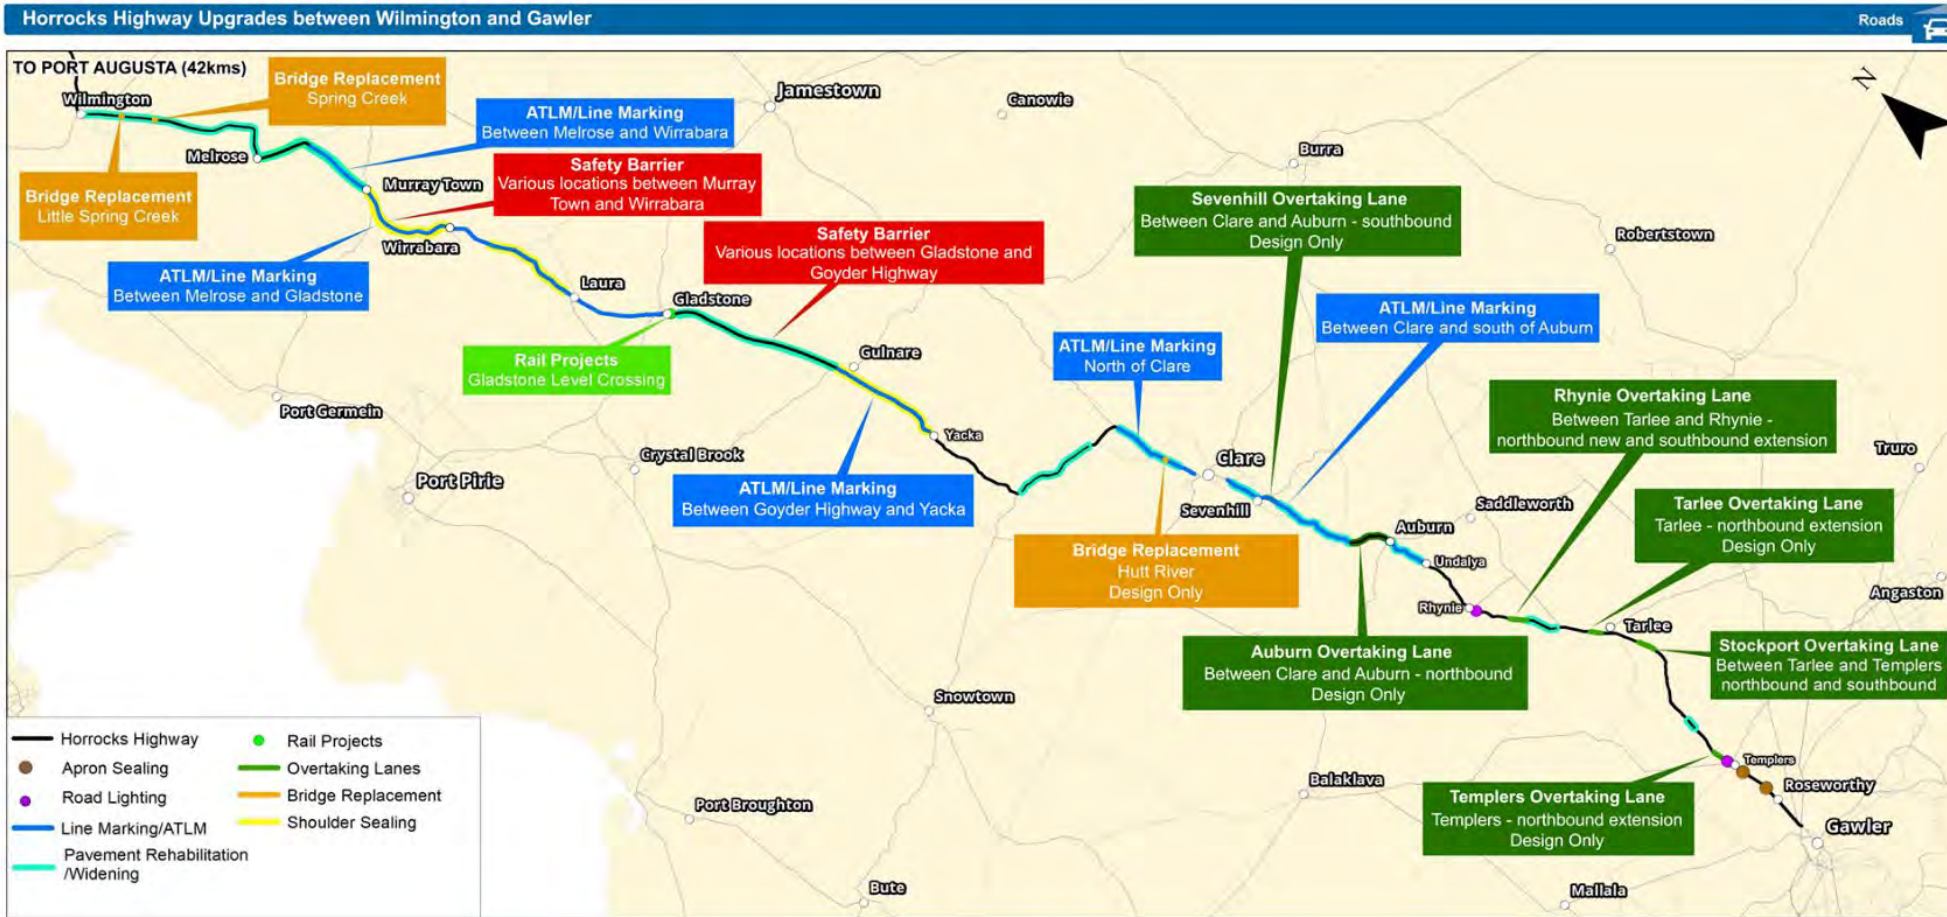 Horrocks Highway Upgrades between Wilmington and Gawler
Roads
TO PORT AUGUSTA (42kms)
N
Wilmington
Bridge Replacement
Spring Creek
Jamestown
Canowie
ATLM/Line Marking
Between Melrose and Wirrabara
Melrose
Burra
Safety Barrier
Various locations between Murray
Town and Wirrabara
Murray Town
Bridge Replacement
Little Spring Creek
Sevenhill Overtaking Lane
Between Clare and Auburn - southbound
Design Only
Wirrabara
Safety Barrier
Various locations between Gladstone and
Goyder Highway
Robertstown
ATLM/Line Marking
Between Melrose and Gladstone
Laura
Gladstone
ATLM/Line Marking
Between Clare and south of Auburn
Rail Projects
Gladstone Level Crossing
Gulnare
ATLM/Line Marking
North of Clare
Port Germein
Rhynie Overtaking Lane
Between Tarlee and Rhynie -
northbound new and southbound extension
Yacka
Truro
Crystal Brook
Clare
Port Pirie
ATLM/Line Marking
Between Goyder Highway and Yacka
Sevenhill
Saddleworth
Tarlee Overtaking Lane
Tarlee - northbound extension
Design Only
Auburn
Bridge Replacement
Hutt River
Design Only
Undalya
Angaston
Rhynie
Tarlee
Auburn Overtaking Lane
Between Clare and Auburn - northbound
Design Only
Stockport Overtaking Lane
Between Tarlee and Templers
northbound and southbound
Snowtown
Horrocks Highway
Apron Sealing
Road Lighting
Line Marking/ATLM
Pavement Rehabilitation
/Widening
Rail Projects
Overtaking Lanes
Bridge Replacement
Shoulder Sealing
Templers
Balaklava
Roseworthy
Port Broughton
Templers Overtaking Lane
Templers - northbound extension
Design Only
Gawler
Bute
Mallala